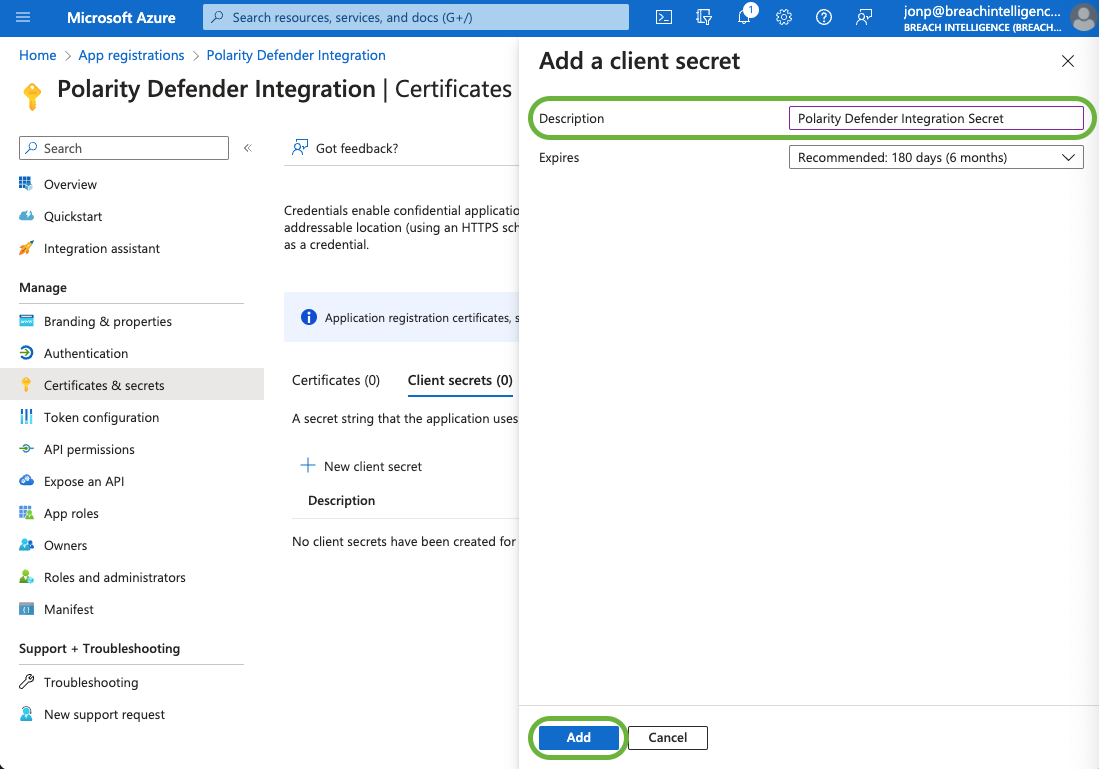 Microsoft Azure
Search resources, services, and docs (G+/)
1
jonp@breachintelligenc...
BREACH INTELLIGENCE (BREACH...
Home > App registrations > Polarity Defender Integration
Polarity Defender Integration | Certificates
Search
«
Overview
Quickstart
Integration assistant
Manage
Branding & properties
Authentication
Certificates & secrets
Token configuration
API permissions
Expose an API
App roles
Owners
Roles and administrators
Manifest
Support + Troubleshooting
Troubleshooting
New support request
Got feedback?
Credentials enable confidential applicatio
addressable location (using an HTTPS sch
as a credential.
Application registration certificates, s
Certificates (0) Client secrets (0)
A secret string that the application uses
New client secret
Description
No client secrets have been created for
Add a client secret
Description Polarity Defender Integration Secret
Expires Recommended: 180 days (6 months)
Add Cancel